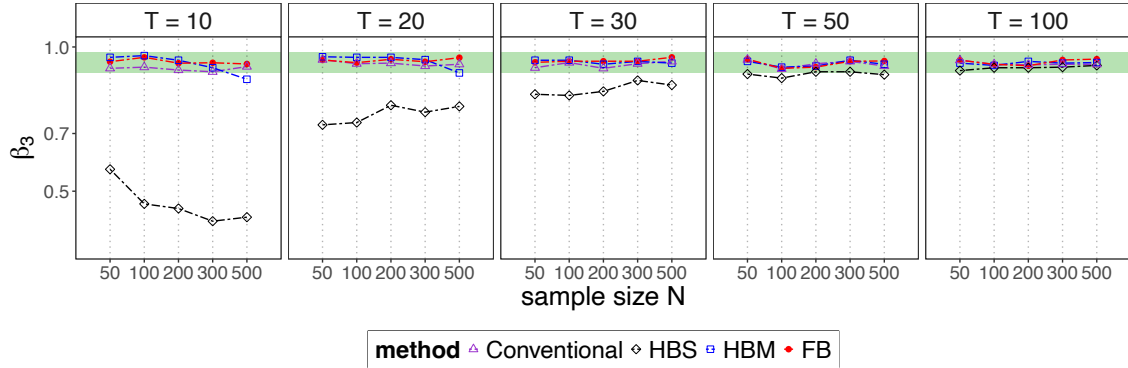 T = 10 T = 20 T = 30 T = 50 T = 100
1.0
0.7
0.5
β3
50 100 200 300 500 50 100 200 300 500 50 100 200 300 500 50 100 200 300 500 50 100 200 300 500
sample size N
method Conventional HBS HBM FB